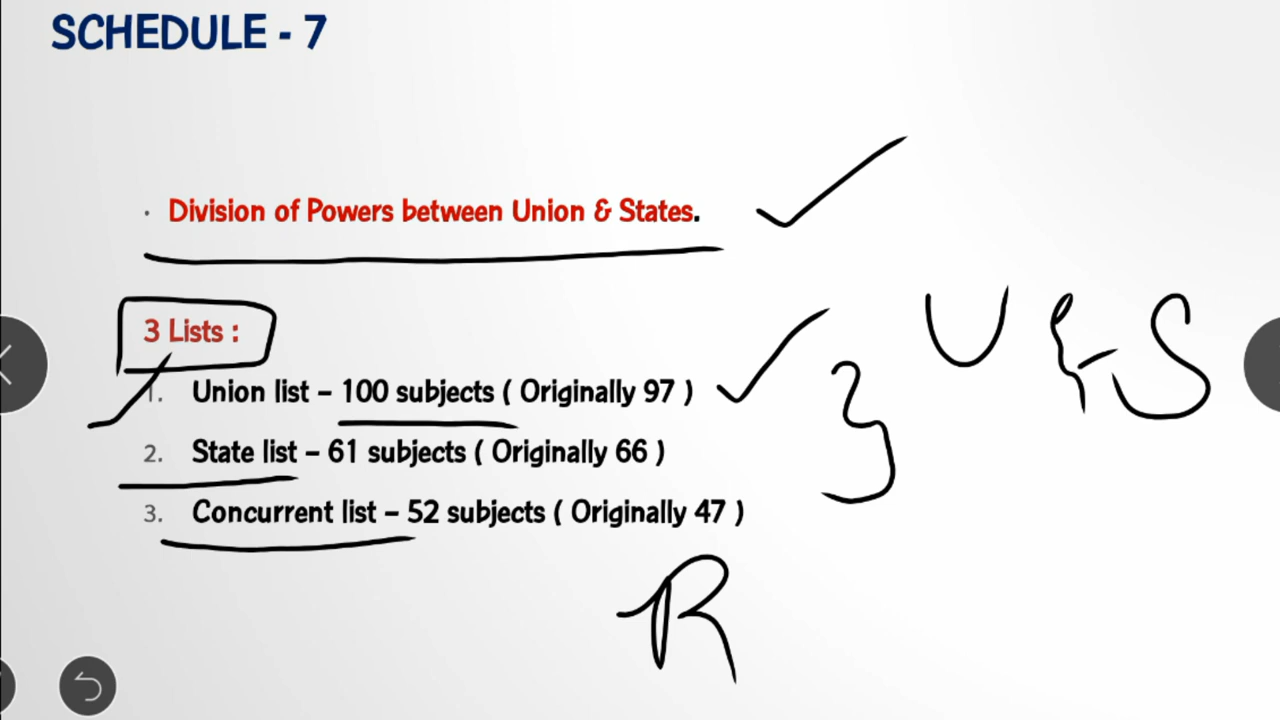 SCHEDULE - 7
· Division of Powers between Union & States.
3 Lists :
1. Union list – 100 subjects ( Originally 97 )
2. State list – 61 subjects ( Originally 66 )
3. Concurrent list – 52 subjects ( Originally 47 )
3
U & S
R